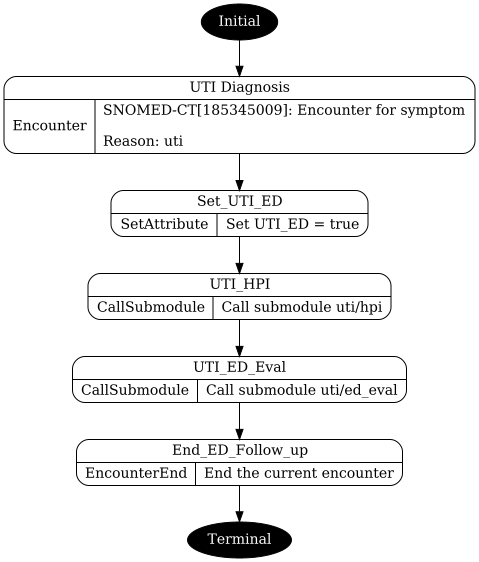 Initial
UTI Diagnosis
Encounter
SNOMED-CT[185345009]: Encounter for symptom
Reason: uti
Set_UTI_ED
SetAttribute
Set UTI_ED = true
UTI_HPI
CallSubmodule
Call submodule uti/hpi
UTI_ED_Eval
CallSubmodule
Call submodule uti/ed_eval
End_ED_Follow_up
EncounterEnd
End the current encounter
Terminal